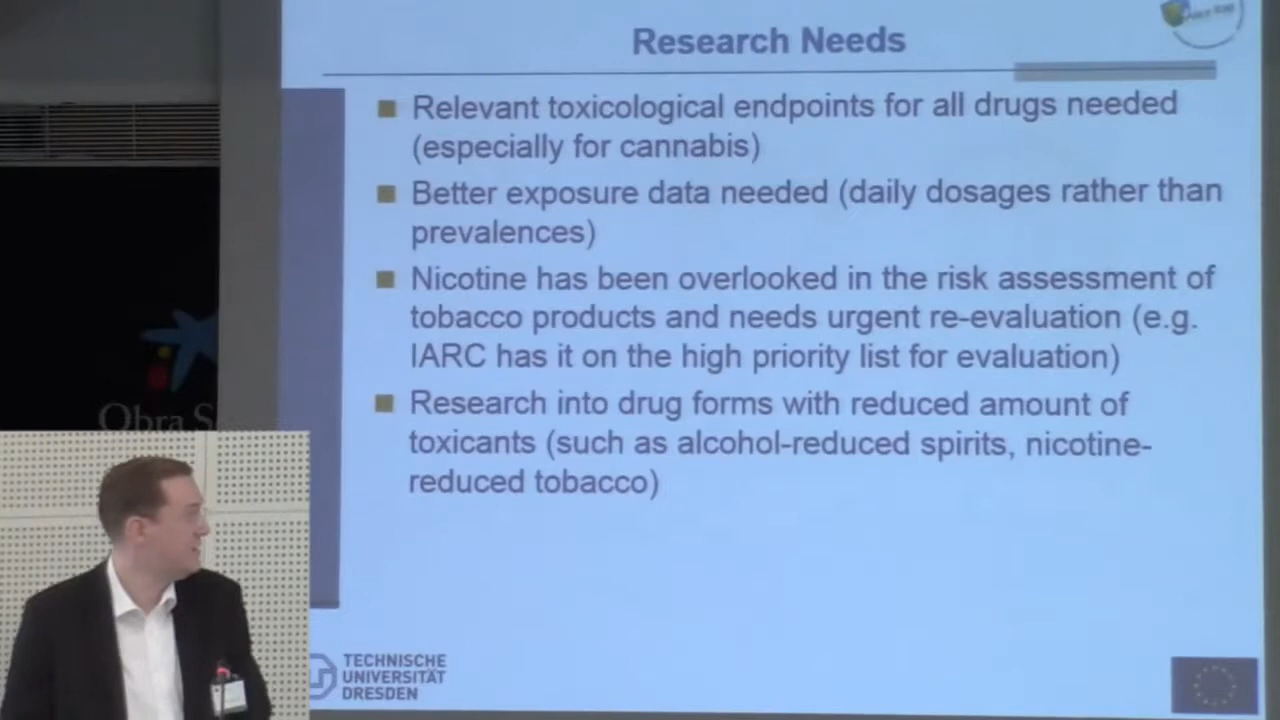 Research Needs
Relevant toxicological endpoints for all drugs needed
(especially for cannabis)
Better exposure data needed (daily dosages rather than
prevalences)
Nicotine has been overlooked in the risk assessment of
tobacco products and needs urgent re-evaluation (e.g.
IARC has it on the high priority list for evaluation)
Research into drug forms with reduced amount of
toxicants (such as alcohol-reduced spirits, nicotine-
reduced tobacco)
Obra
TECHNISCHE
UNIVERSITÄT
DRESDEN